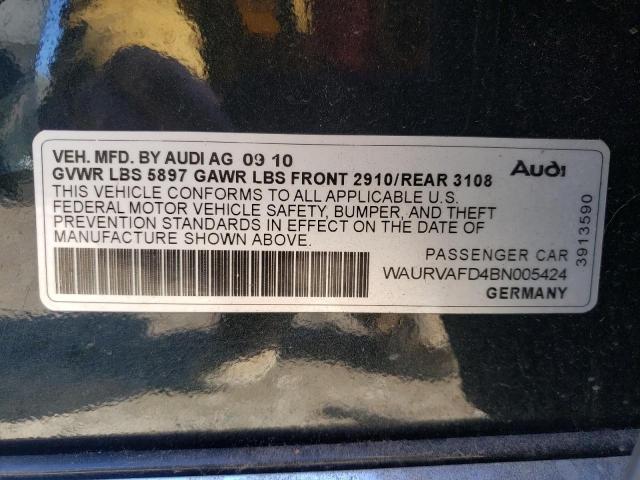 VEH. MFD. BY AUDI AG 09 10
GVWR LBS 5897 GAWR LBS FRONT 2910/REAR 3108
Audi
THIS VEHICLE CONFORMS TO ALL APPLICABLE U.S.
FEDERAL MOTOR VEHICLE SAFETY, BUMPER, AND THEFT
PREVENTION STANDARDS IN EFFECT ON THE DATE OF
MANUFACTURE SHOWN ABOVE.
PASSENGER CAR
WAURVAFD4BN005424
GERMANY
3913590